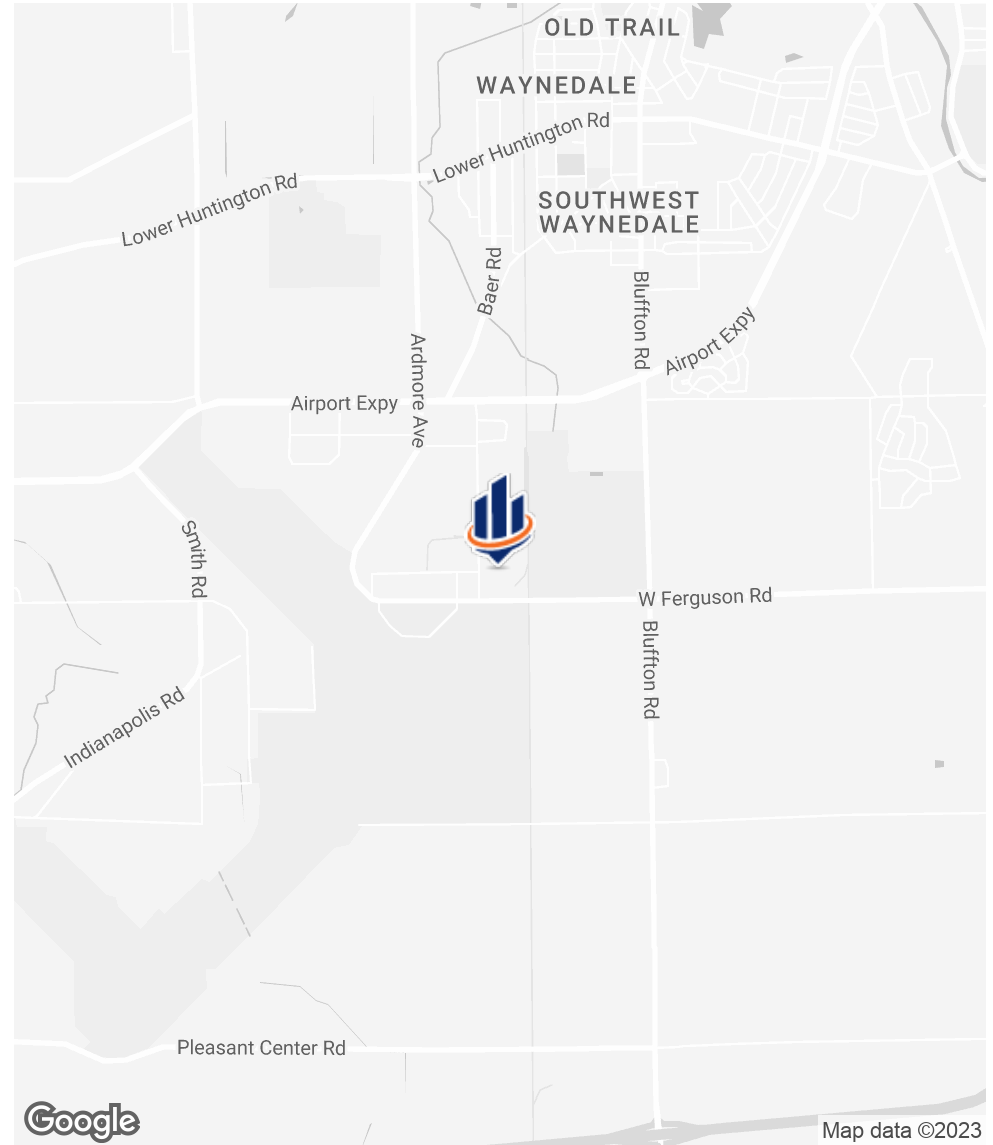 OLD TRAIL
WAYNEDALE
Lower Huntington Rd
Lower Huntington Rd
SOUTHWEST
WAYNEDALE
Baer Rd
Bluffton Rd
Airport Expy
Ardmore Ave
Airport Expy
Smith Rd
W Ferguson Rd
Bluffton Rd
Indianapolis Rd
Pleasant Center Rd
Google
Map data ©2023